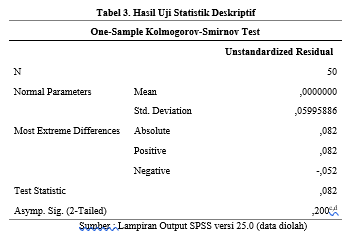 Tabel 3. Hasil Uji Statistik Deskriptif
One-Sample Kolmogorov-Smirnov Test
Unstandardized Residual
N 50
Normal Parameters Mean ,0000000
Std. Deviation ,05995886
Most Extreme Differences Absolute ,082
Positive ,082
Negative -,052
Test Statistic ,082
Asymp. Sig. (2-Tailed) ,200c,d
Sumber : Lampiran Output SPSS versi 25.0 (data diolah)